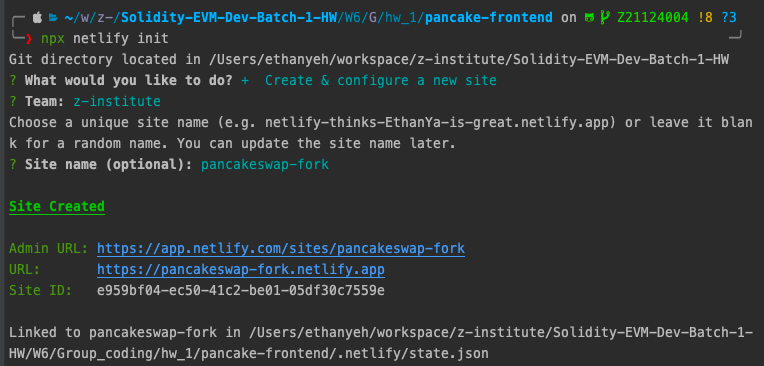 ~/w/z-/Solidity-EVM-Dev-Batch-1-HW/W6/G/hw_1/pancake-frontend on Z21124004 !8 ?3
npx netlify init
Git directory located in /Users/ethanyeh/workspace/z-institute/Solidity-EVM-Dev-Batch-1-HW
? What would you like to do? + Create & configure a new site
? Team: z-institute
Choose a unique site name (e.g. netlify-thinks-EthanYa-is-great.netlify.app) or leave it blan
k for a random name. You can update the site name later.
? Site name (optional): pancakeswap-fork
Site Created
Admin URL: https://app.netlify.com/sites/pancakeswap-fork
URL: https://pancakeswap-fork.netlify.app
Site ID: e959bf04-ec50-41c2-be01-05df30c7559e
Linked to pancakeswap-fork in /Users/ethanyeh/workspace/z-institute/Solidity-EVM-Dev-Batch-1-
HW/W6/Group_coding/hw_1/pancake-frontend/.netlify/state.json